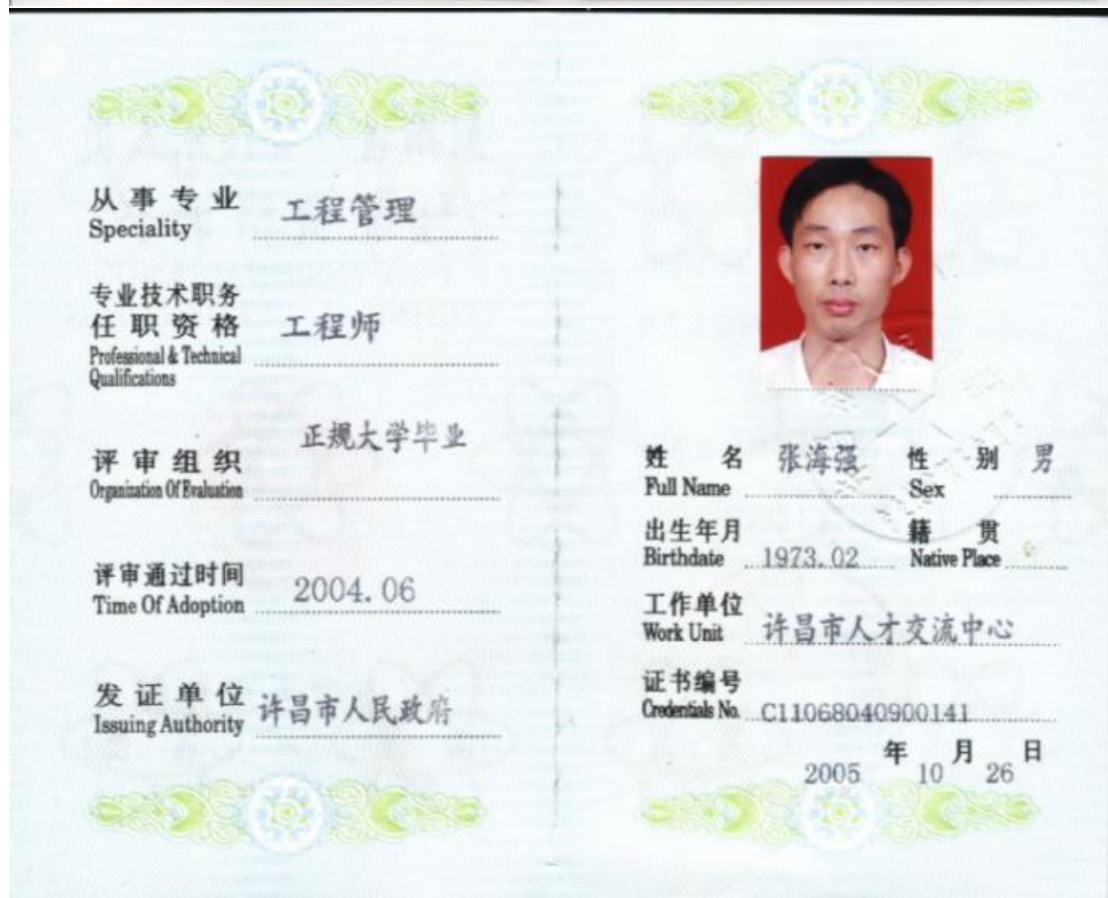 从事专业 工程管理
Speciality
专业技术职务
任职资格 工程师
Professional & Technical
Qualifications
正规大学毕业
评审组织
Organization Of Evaluation
评审通过时间 2004.06
Time Of Adoption
发证单位 许昌市人民政府
Issuing Authority
姓名 张海强 性别 男
Full Name Sex
出生年月 籍贯
Birthdate 1973.02 Native Place
工作单位 许昌市人才交流中心
Work Unit
证书编号
Credentials No. C11068040900141
年 月 日
2005 10 26